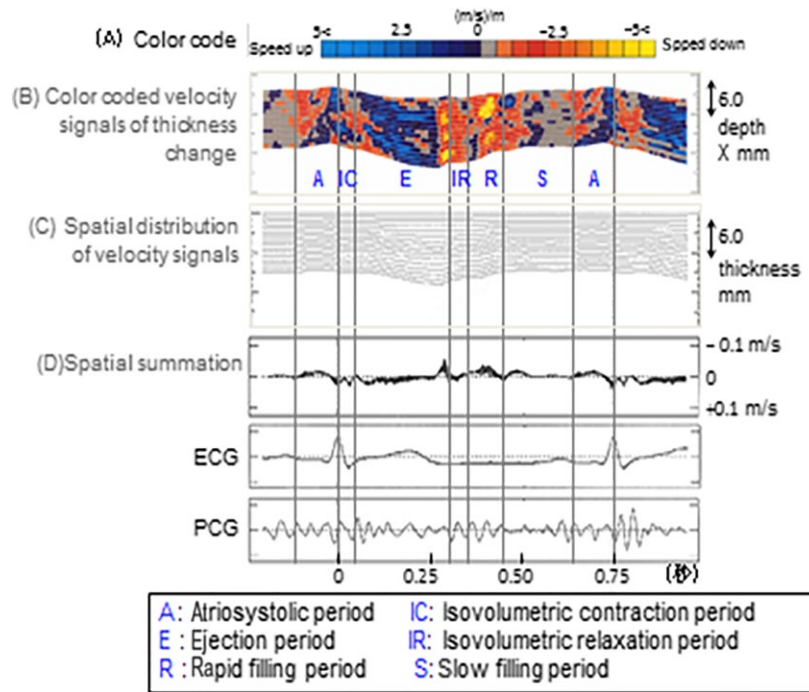 (m/s)/m
(A) Color code
5< 2.5 0 -2.5 -5<
Speed up
Spped down
(B) Color coded velocity
signals of thickness
change
6.0
depth
X mm
A IC E IR R S A
(C) Spatial distribution
of velocity signals
6.0
thickness
mm
(D)Spatial summation
- 0.1 m/s
0
+0.1 m/s
ECG
PCG
0 0.25 0.50 0.75 (秒)
A: Atriosystolic period IC: Isovolumetric contraction period
E : Ejection period IR: Isovolumetric relaxation period
R : Rapid filling period S: Slow filling period